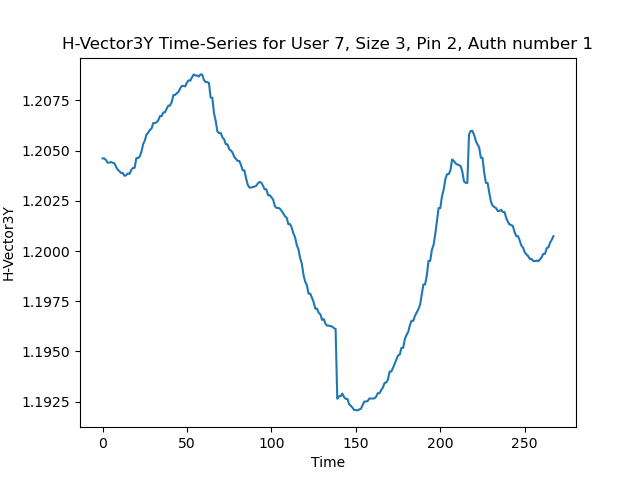 H-Vector3Y Time-Series for User 7, Size 3, Pin 2, Auth number 1
1.2075
1.2050
1.2025
1.2000
1.1975
1.1950
1.1925
H-Vector3Y
0 50 100 150 200 250
Time